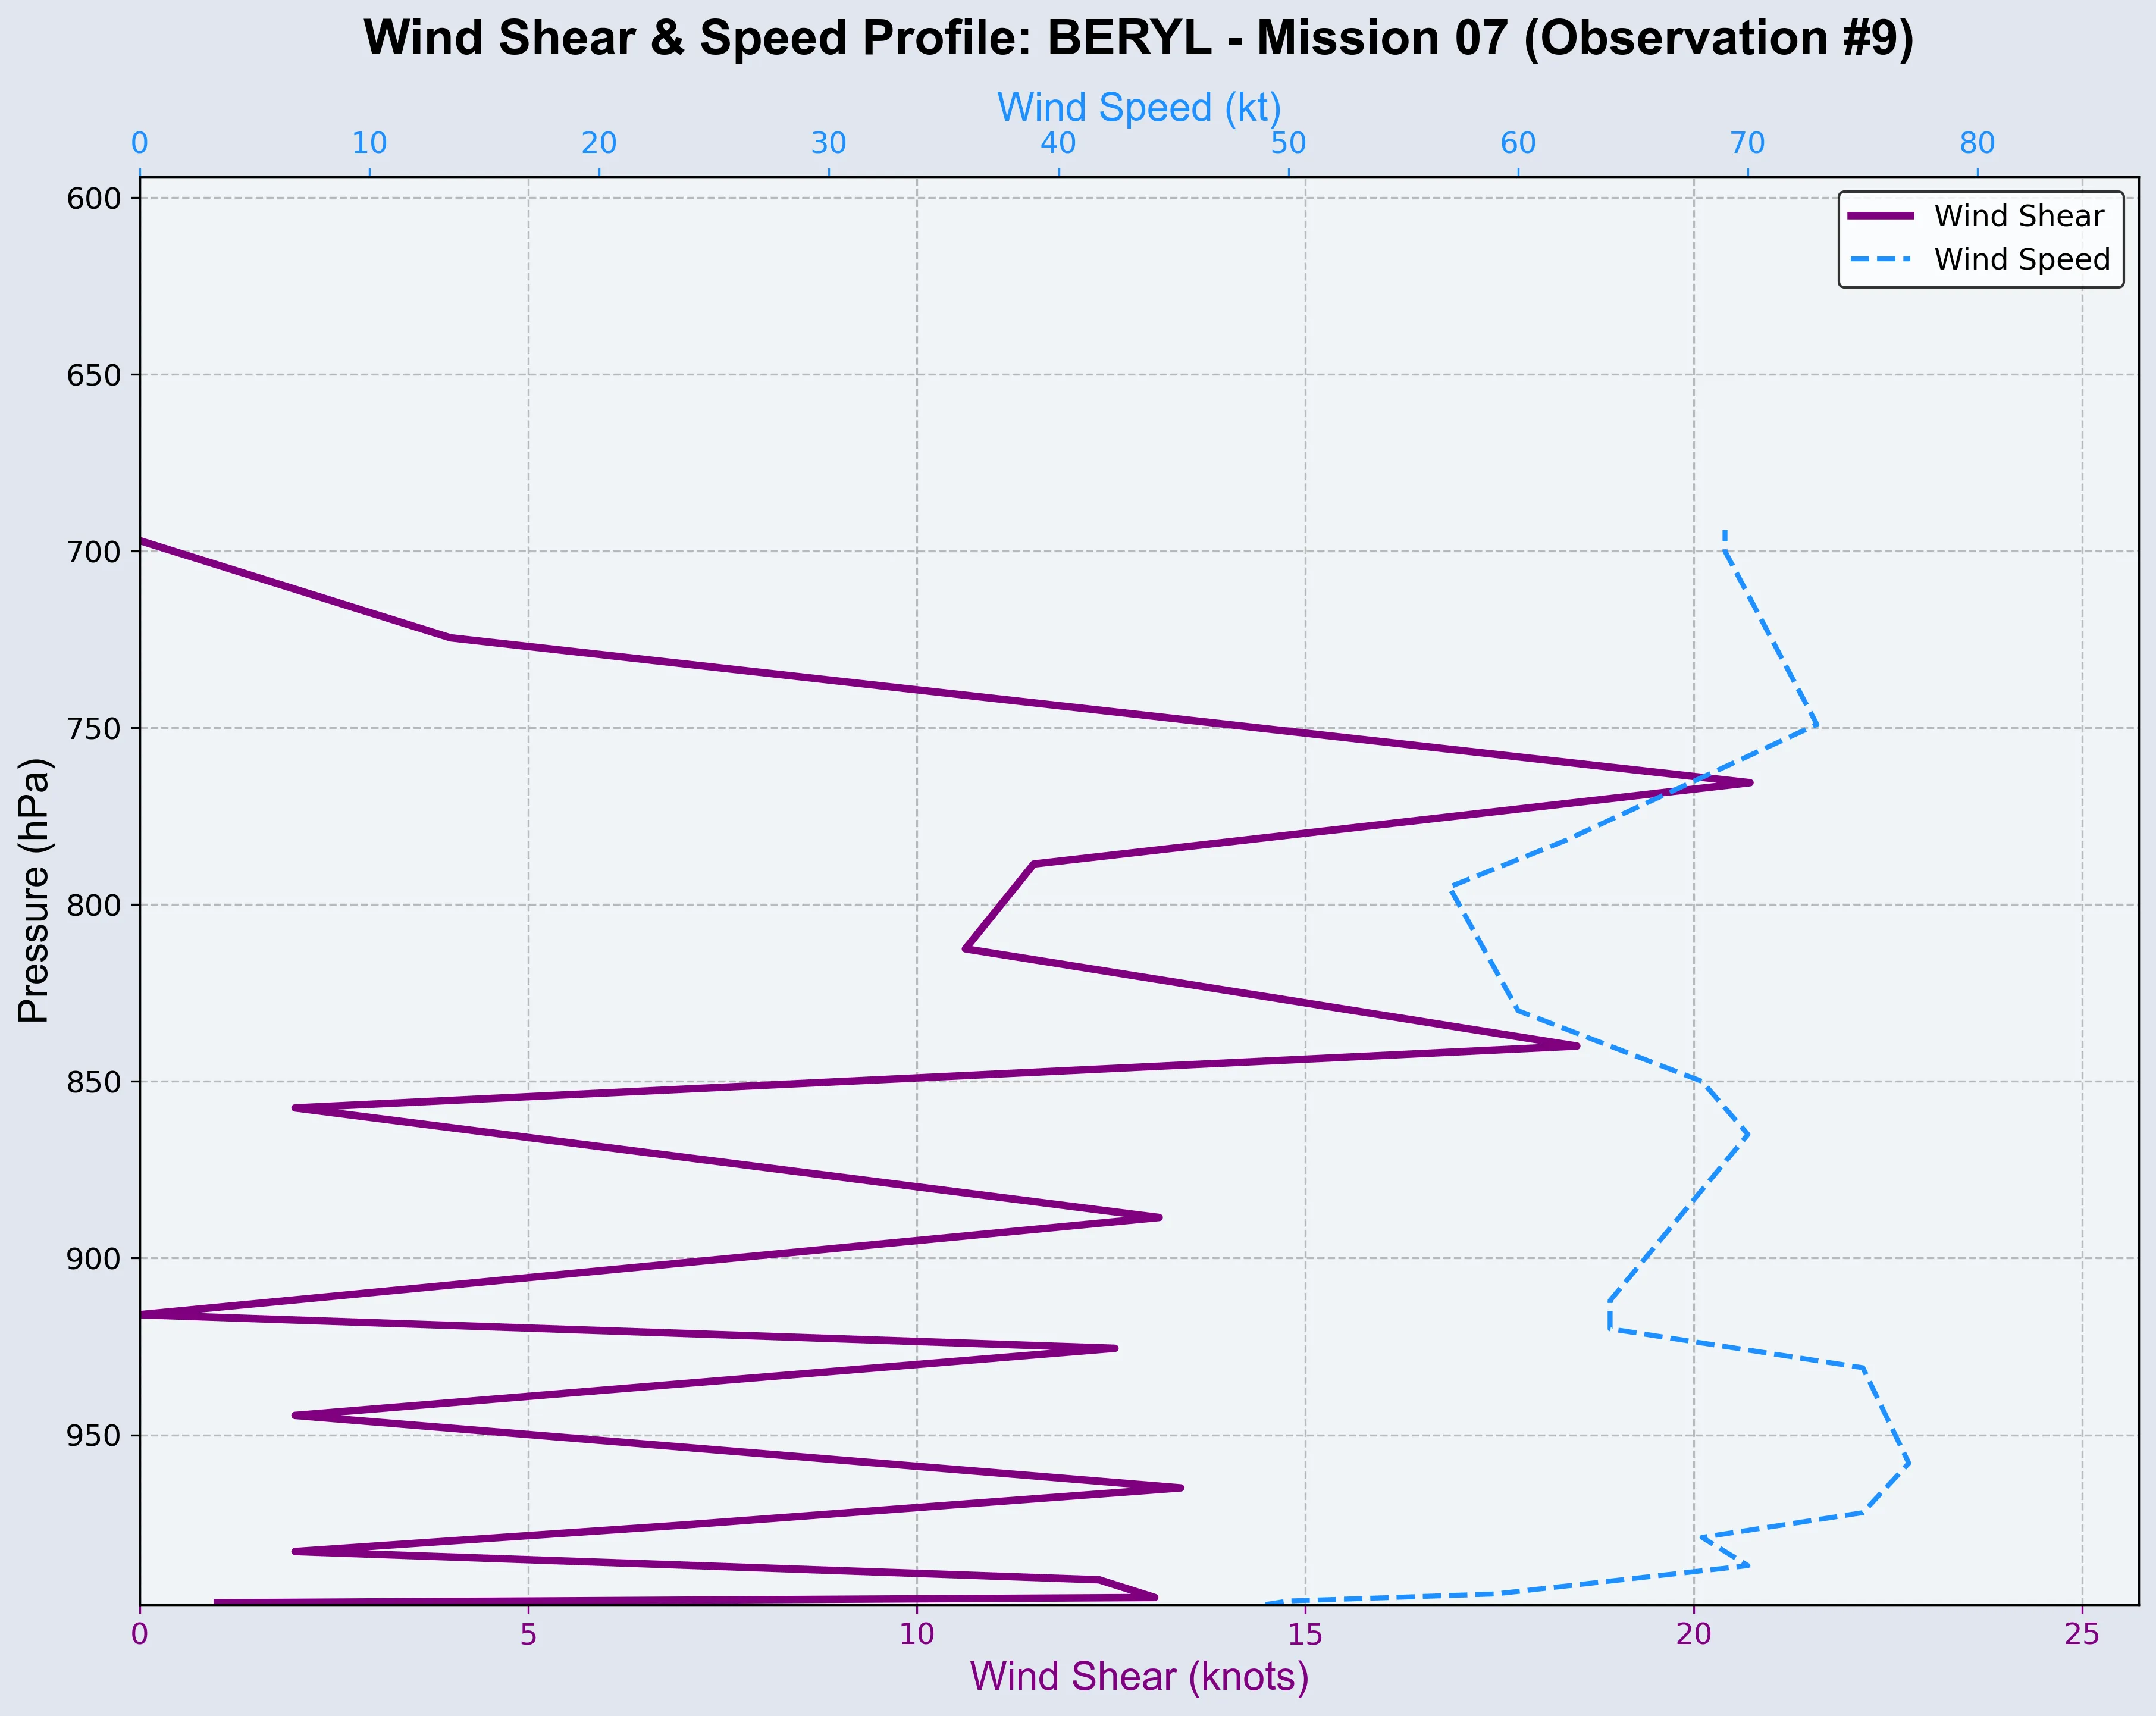 Wind Shear & Speed Profile: BERYL - Mission 07 (Observation #9)
Wind Speed (kt)
0 10 20 30 40 50 60 70 80
Wind Shear
Wind Speed
600
650
700
750
800
850
900
950
Pressure (hPa)
0 5 10 15 20 25
Wind Shear (knots)